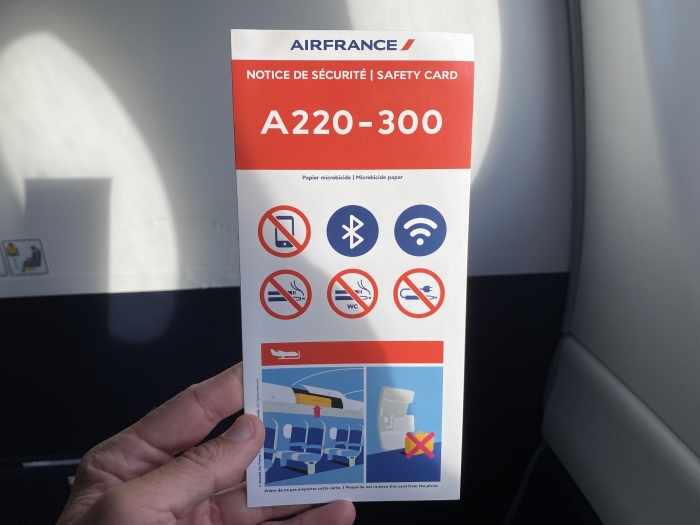 AIRFRANCE
NOTICE DE SÉCURITÉ | SAFETY CARD
A220-300
Papier microbicide | Microbicide paper
WC
Prière de ne pas emporter cette carte. | Please do not remove this card from the plane.